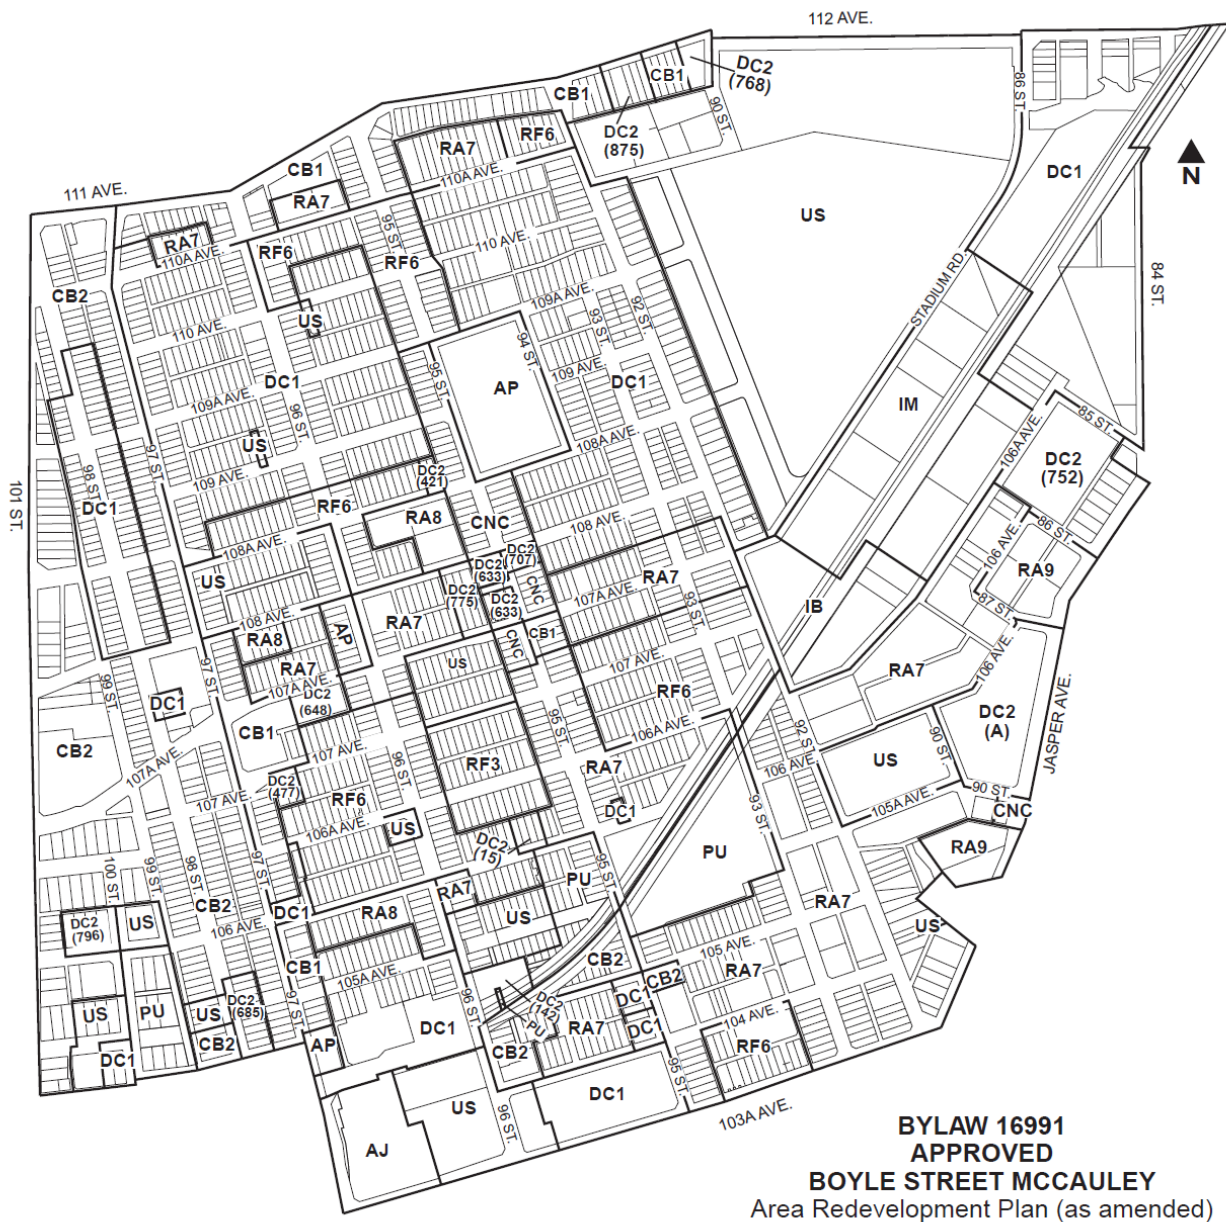 112 AVE.
DC2
(768)
CB1
CB1
86 ST.
90 ST.
DC2
(875)
RF6
RA7
110A AVE.
CB1
RA7
111 AVE.
N
DC1
US
RA7
110A AVE.
RF6
95 ST.
RF6
110 AVE.
CB2
STADIUM RD.
84 ST.
109A AVE.
92 ST.
93 ST.
94 ST.
US
110 AVE.
DC1
95 ST.
AP
109 AVE.
DC1
IM
109A AVE.
96 ST.
US
85 ST.
106A AVE.
108A AVE.
97 ST.
109 AVE.
DC2
(421)
DC2
(752)
98 ST.
DC1
101 ST.
RF6
RA8
CNC
108 AVE.
106 AVE.
86 ST.
108A AVE.
DC2
(707)
DC2
(633)
RA7
RA9
US
DC2
(775)
CNC
107A AVE.
DC2
(633)
IB
93 ST.
87 ST.
108 AVE.
RA8
AP
RA7
CB1
CNC
106 AVE.
97 ST.
RA7
US
107 AVE.
RA7
99 ST.
107A AVE.
DC2
(648)
RF6
DC1
DC2
(A)
JASPER AVE.
CB1
107 AVE.
95 ST.
106A AVE.
92 ST.
90 ST.
CB2
107A AVE.
96 ST.
RF3
RA7
106 AVE.
US
DC2
(477)
RF6
90 ST.
107 AVE.
105A AVE.
106A AVE.
US
DC1
93 ST.
CNC
DC2
(15)
PU
RA9
100 ST.
99 ST.
98 ST.
97 ST.
PU
95 ST.
RA7
CB2
DC1
RA8
RA7
US
DC2
(796)
US
106 AVE.
US
CB1
105A AVE.
CB2
105 AVE.
RA7
CB2
97 ST.
96 ST.
DC2
(142)
DC1
US
PU
US
DC2
(685)
DC1
PU
RA7
DC1
104 AVE.
CB2
AP
CB2
RF6
DC1
95 ST.
DC1
US
96 ST.
103A AVE.
AJ
BYLAW 16991
APPROVED
BOYLE STREET MCCAULEY
Area Redevelopment Plan (as amended)